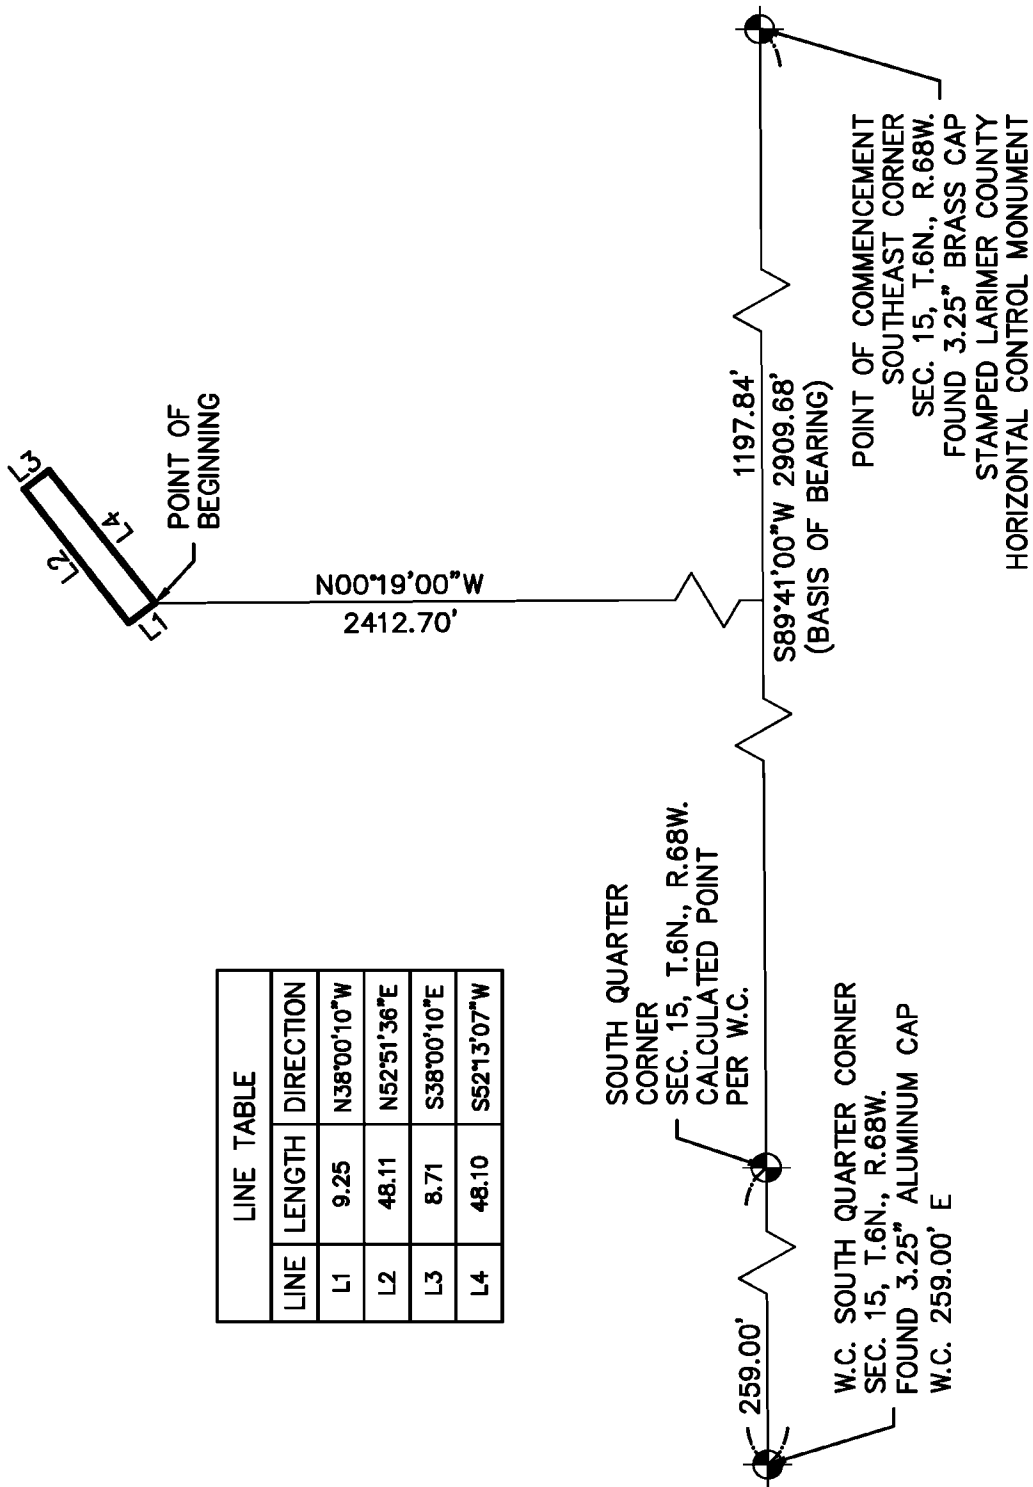 LINE TABLE
LINE LENGTH DIRECTION
L1 9.25 N38°00'10"W
L2 48.11 N52°51'36"E
L3 8.71 S38°00'10"E
L4 48.10 S52°13'07"W
L3
L2
L4
L1
POINT OF
BEGINNING
N00°19'00"W
2412.70'
1197.84'
S89°41'00"W 2909.68'
(BASIS OF BEARING)
POINT OF COMMENCEMENT
SOUTHEAST CORNER
SEC. 15, T.6N., R.68W.
FOUND 3.25" BRASS CAP
STAMPED LARIMER COUNTY
HORIZONTAL CONTROL MONUMENT
SOUTH QUARTER
CORNER
SEC. 15, T.6N., R.68W.
CALCULATED POINT
PER W.C.
259.00'
W.C. SOUTH QUARTER CORNER
SEC. 15, T.6N., R.68W.
FOUND 3.25" ALUMINUM CAP
W.C. 259.00' E